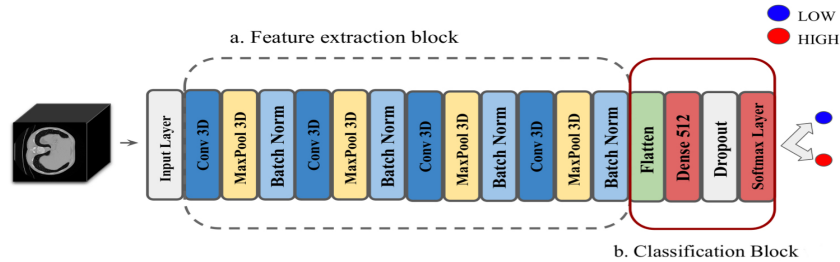 LOW
HIGH
a. Feature extraction block
Input Layer
Conv 3D
MaxPool 3D
Batch Norm
Conv 3D
MaxPool 3D
Batch Norm
Conv 3D
MaxPool 3D
Batch Norm
Conv 3D
MaxPool 3D
Batch Norm
Flatten
Dense 512
Dropout
Softmax Layer
LOW
HIGH
b. Classification Block